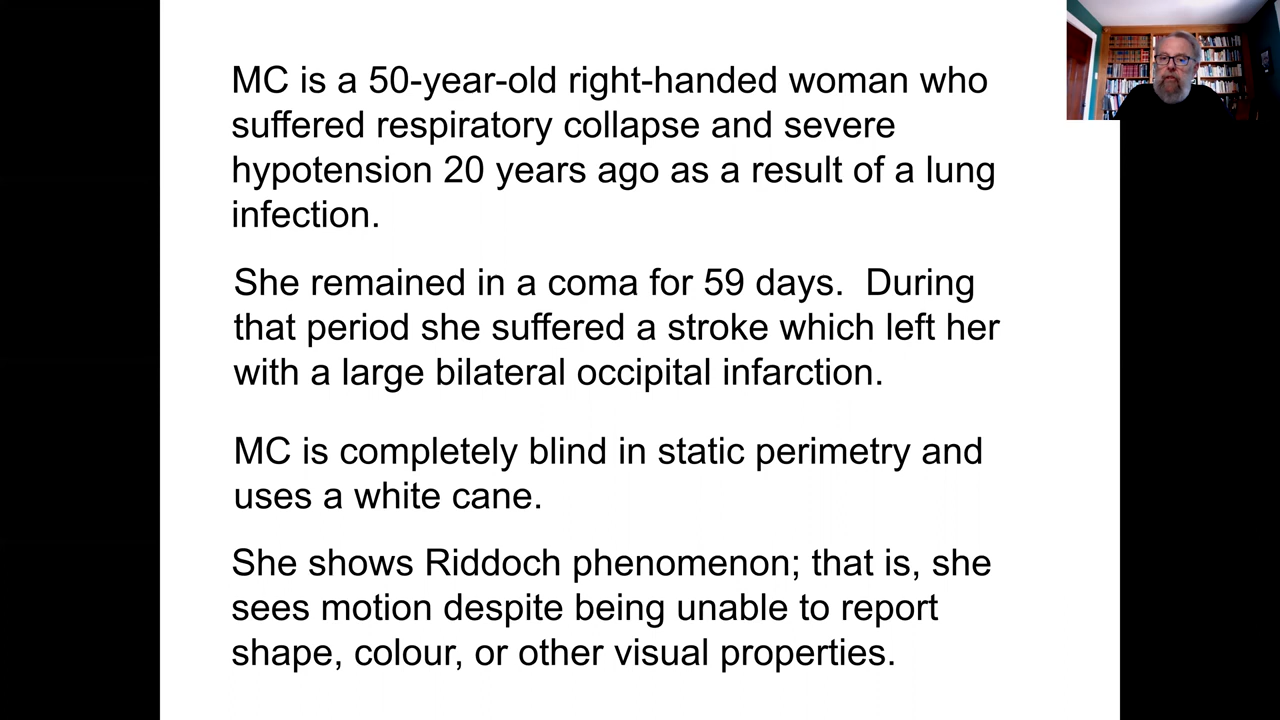 MC is a 50-year-old right-handed woman who
suffered respiratory collapse and severe
hypotension 20 years ago as a result of a lung
infection.
She remained in a coma for 59 days.  During
that period she suffered a stroke which left her
with a large bilateral occipital infarction.
MC is completely blind in static perimetry and
uses a white cane.
She shows Riddoch phenomenon; that is, she
sees motion despite being unable to report
shape, colour, or other visual properties.